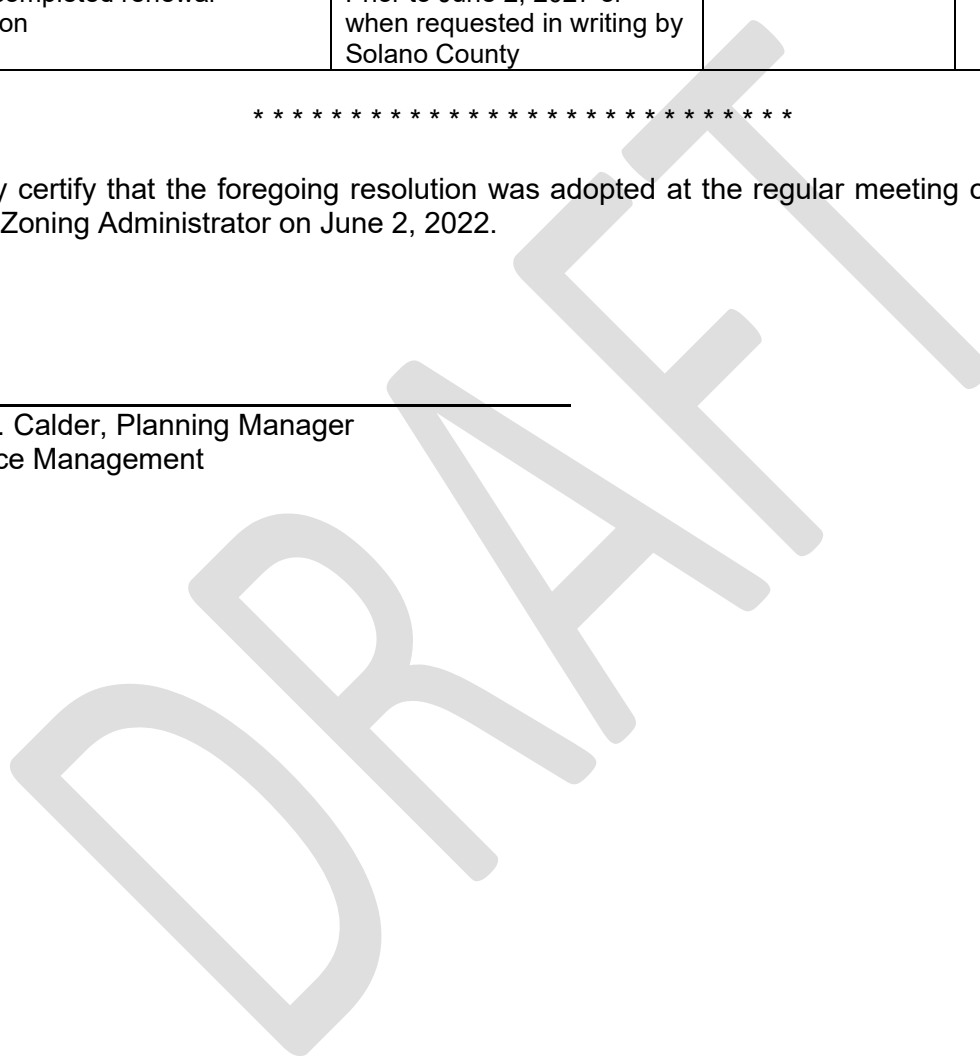 completed renewal
on
Prior to June 2, 2027 or
when requested in writing by
Solano County
* * * * * * * * * * * * * * * * * * * * * * * * * * * *
y certify that the foregoing resolution was adopted at the regular meeting o
Zoning Administrator on June 2, 2022.
. Calder, Planning Manager
ce Management
DRAFT